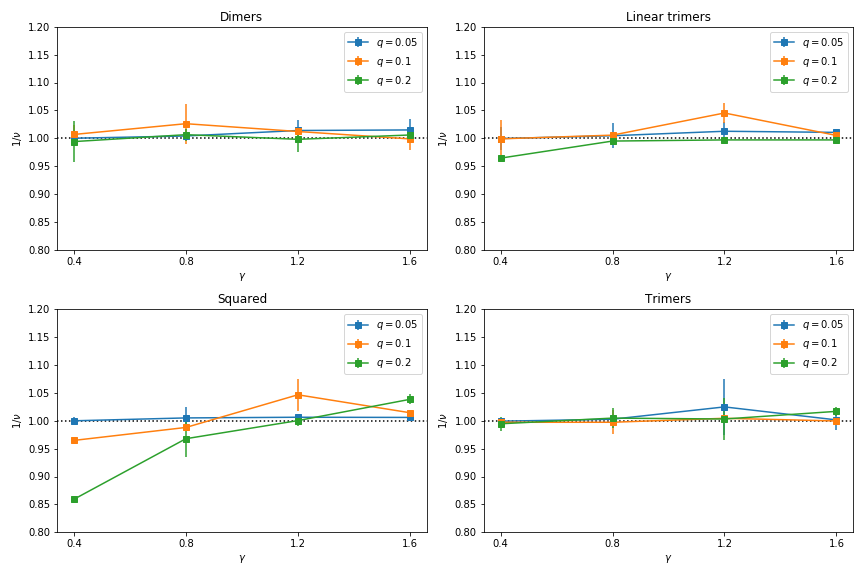 Dimers
1.20
1.15
1.10
1.05
1.00
0.95
0.90
0.85
0.80
1/ν
0.4
0.8
1.2
1.6
γ
q = 0.05
q = 0.1
q = 0.2
Linear trimers
1.20
1.15
1.10
1.05
1.00
0.95
0.90
0.85
0.80
1/ν
0.4
0.8
1.2
1.6
γ
q = 0.05
q = 0.1
q = 0.2
Squared
1.20
1.15
1.10
1.05
1.00
0.95
0.90
0.85
0.80
1/ν
0.4
0.8
1.2
1.6
γ
q = 0.05
q = 0.1
q = 0.2
Trimers
1.20
1.15
1.10
1.05
1.00
0.95
0.90
0.85
0.80
1/ν
0.4
0.8
1.2
1.6
γ
q = 0.05
q = 0.1
q = 0.2